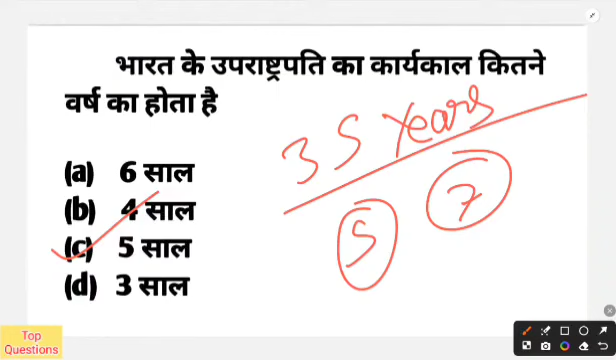 भारत के उपराष्ट्रपति का कार्यकाल कितने
वर्ष का होता है
35 Years
(a) 6 साल
(b) 4 साल
(c) 5 साल
(d) 3 साल
5 7
Top
Questions